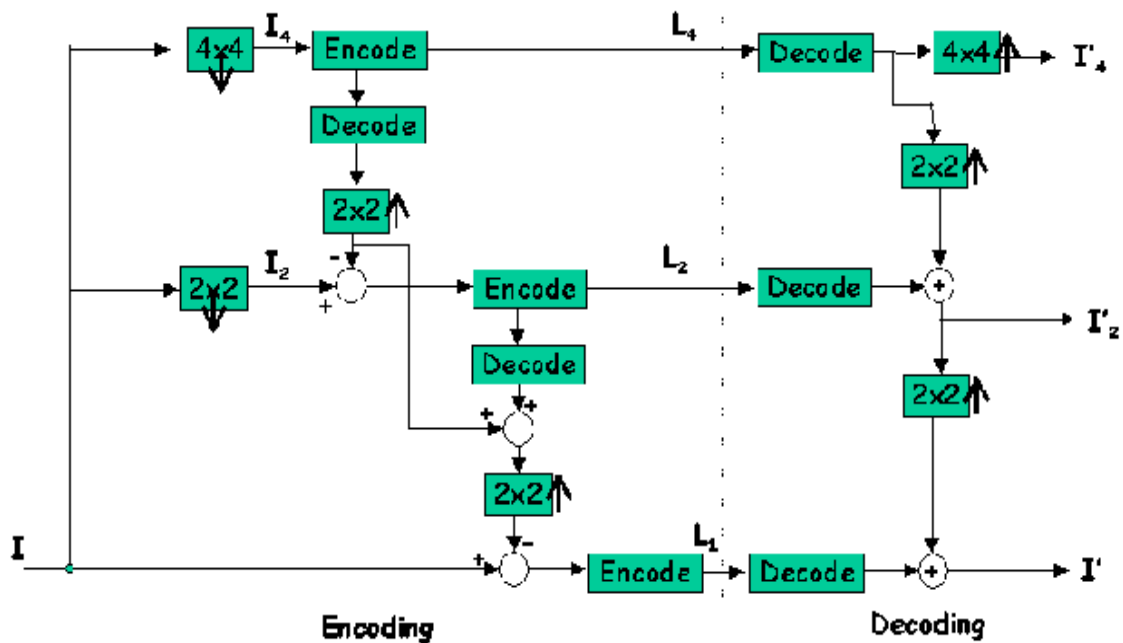 I₄
L₄
4x4
Encode
Decode
4x4
I'₄
Decode
2x2
2x2
-
I₂
L₂
2x2
+
Encode
Decode
+
I'₂
Decode
2x2
+
+
2x2
I
-
+
L₁
Encode
Decode
+
I'
Encoding
Decoding